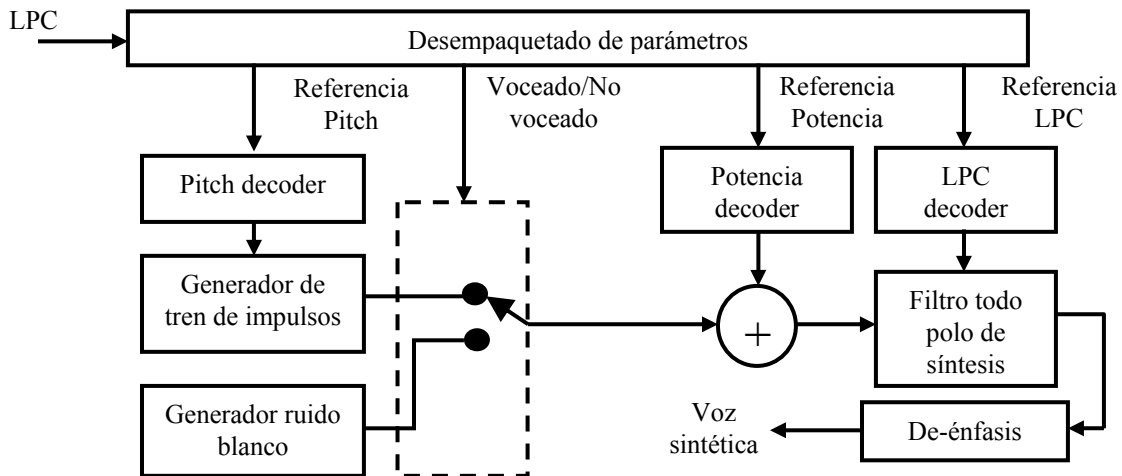 LPC
Desempaquetado de parámetros
Referencia
Pitch
Voceado/No
voceado
Referencia
Potencia
Referencia
LPC
Pitch decoder
Potencia
decoder
LPC
decoder
Generador de
tren de impulsos
+
Filtro todo
polo de
síntesis
Generador ruido
blanco
Voz
sintética
De-énfasis